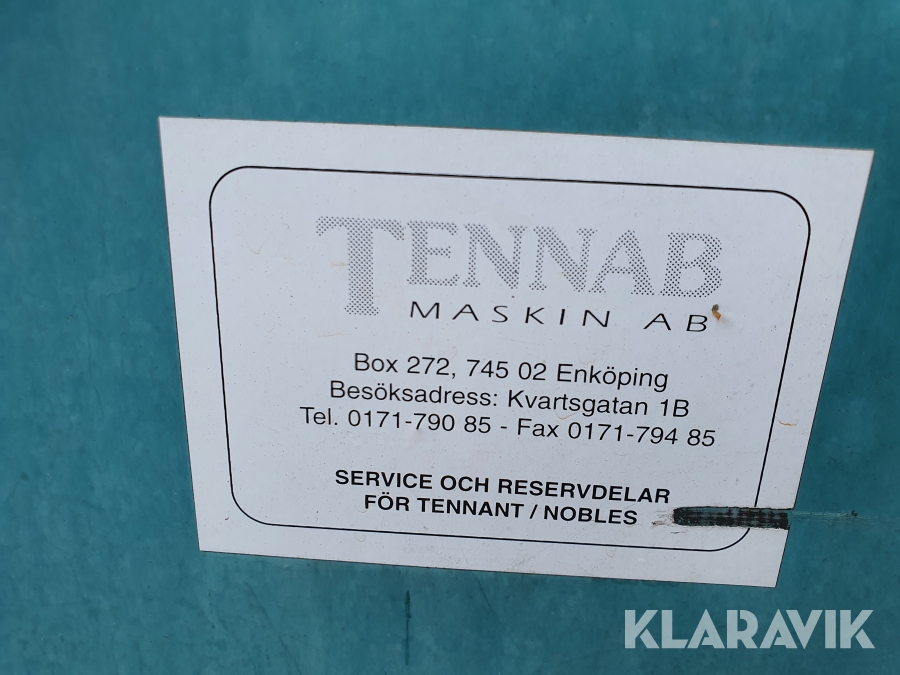 TENNAB
MASKIN AB
Box 272, 745 02 Enköping
Besöksadress: Kvartsgatan 1B
Tel. 0171-790 85 - Fax 0171-794 85
SERVICE OCH RESERVDELAR
FÖR TENNANT / NOBLES
KLARAVIK